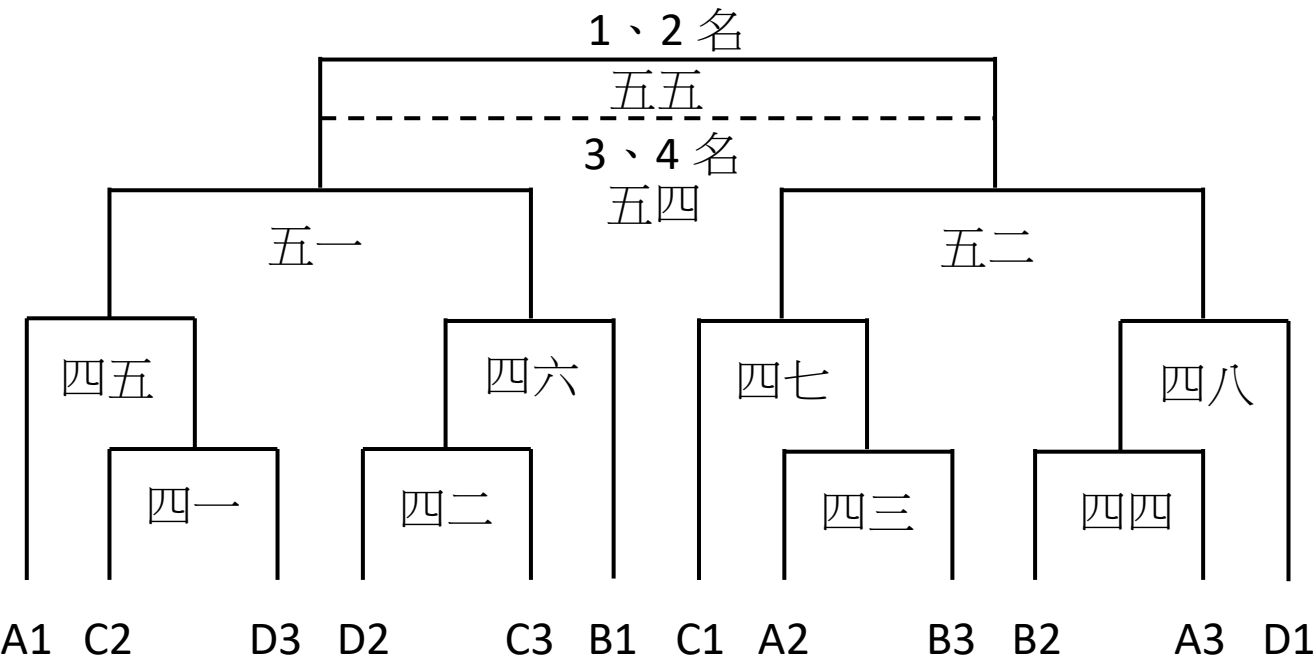 1、2 名
五五
3、4 名
五四
五一
五二
四五
四六
四七
四八
四一
四二
四三
四四
A1 C2 D3 D2 C3 B1 C1 A2 B3 B2 A3 D1